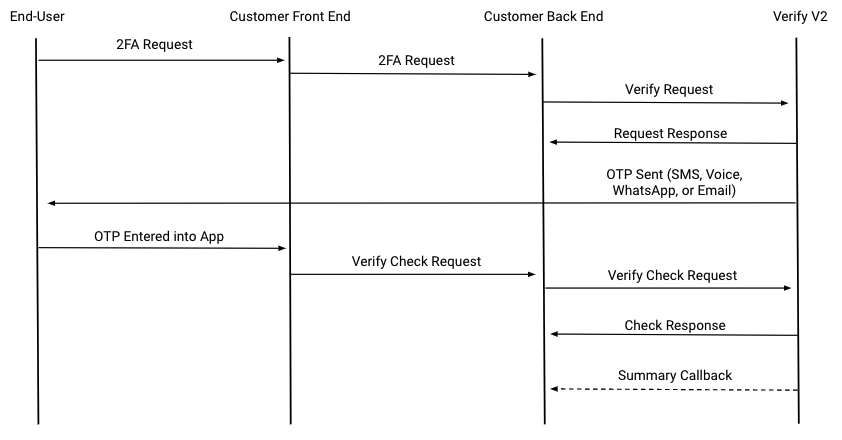 End-User
Customer Front End
Customer Back End
Verify V2
2FA Request
2FA Request
Verify Request
Request Response
OTP Sent (SMS, Voice,
WhatsApp, or Email)
OTP Entered into App
Verify Check Request
Verify Check Request
Check Response
Summary Callback